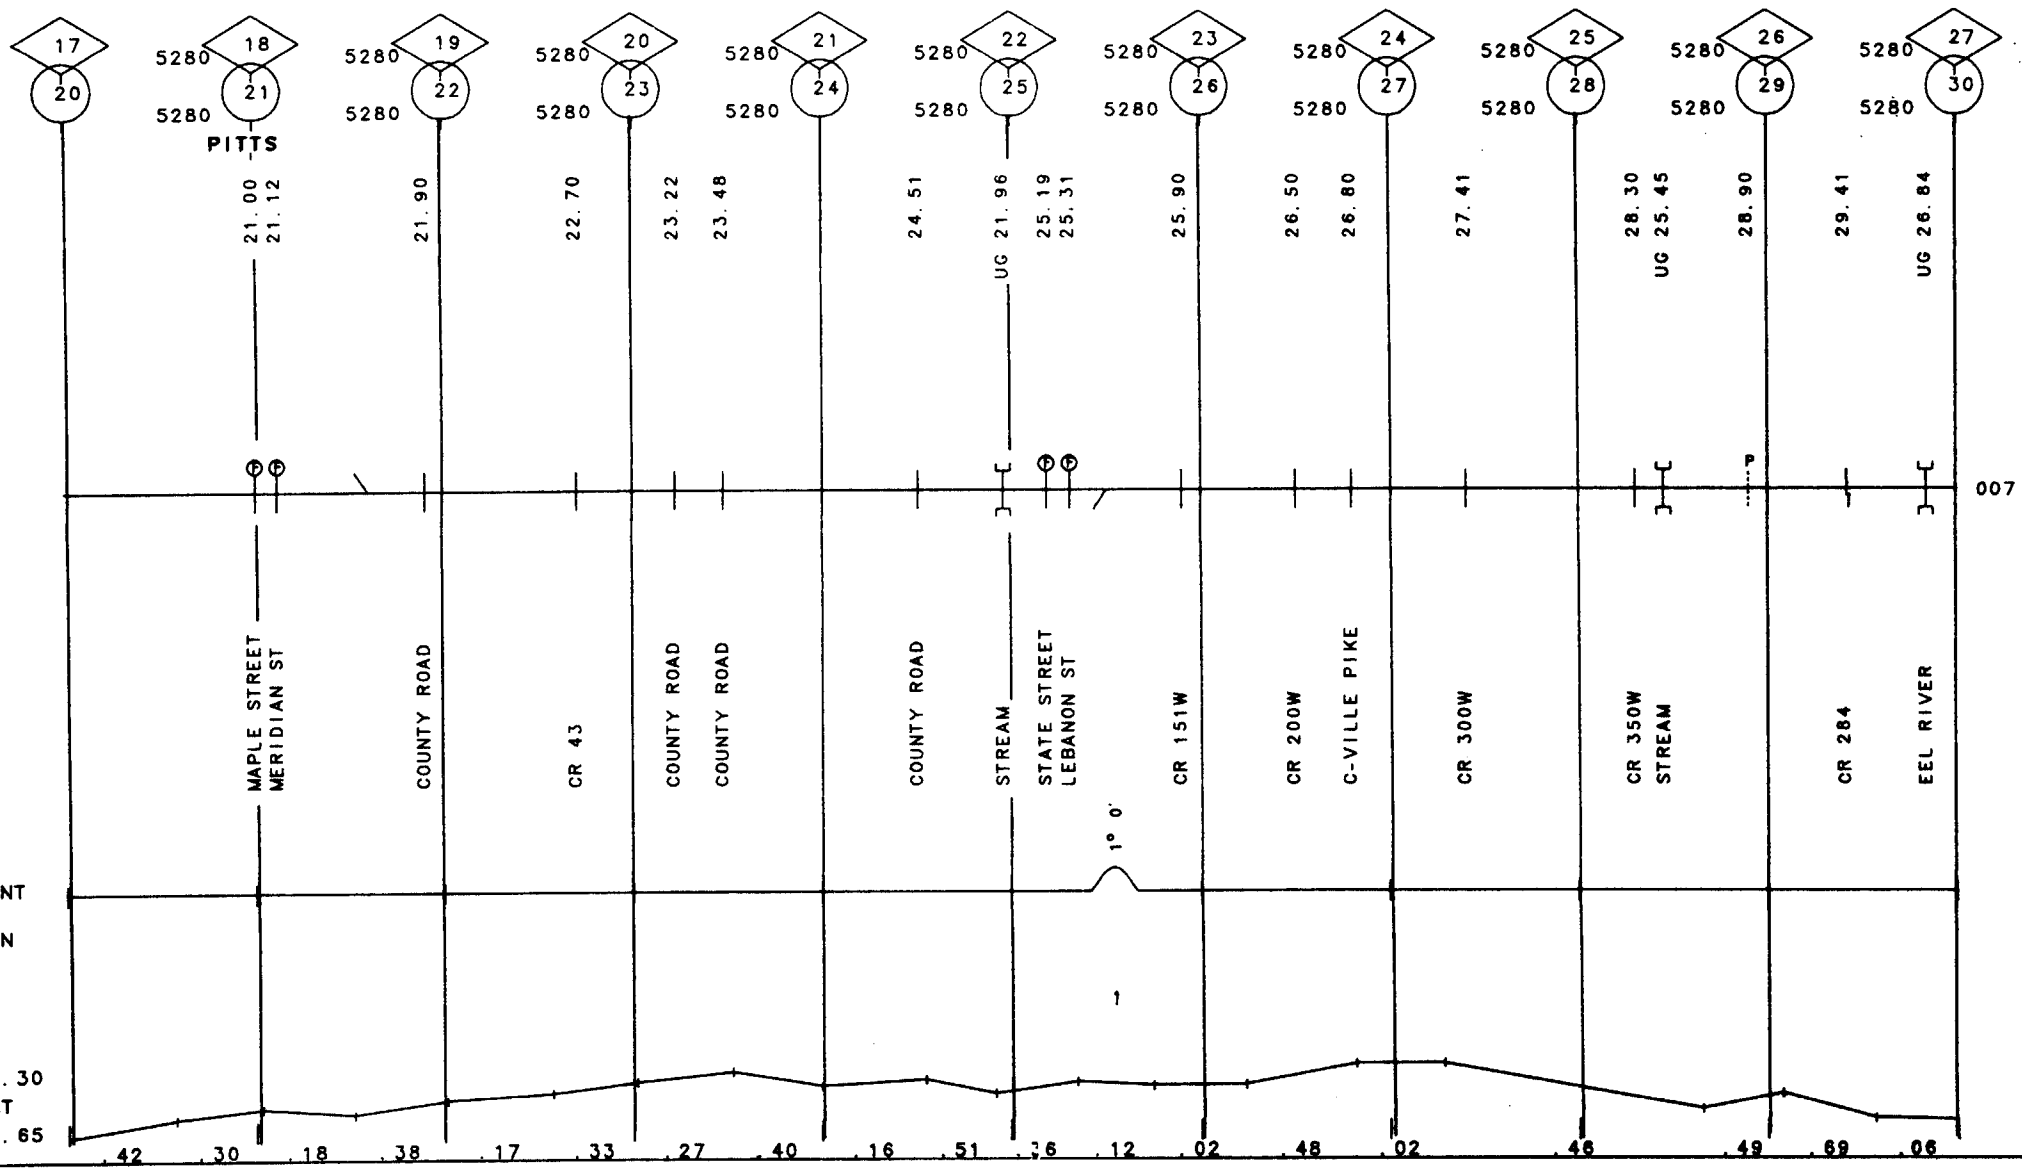 17 18 19 20 21 22 23 24 25 26 27
5280 5280 5280 5280 5280 5280 5280 5280 5280 5280
20 21 22 23 24 25 26 27 28 29 30
5280 5280 5280 5280 5280 5280 5280 5280 5280 5280
PITTS
21.00
21.12
21.90
22.70
23.22
23.48
24.51
UG 21.96
25.19
25.31
25.90
26.50
26.80
27.41
28.30
UG 25.45
28.90
29.41
UG 26.84
F F F F P
007
MAPLE STREET
MERIDIAN ST
COUNTY ROAD
CR 43
COUNTY ROAD
COUNTY ROAD
COUNTY ROAD
STREAM
STATE STREET
LEBANON ST
CR 151W
CR 200W
C-VILLE PIKE
CR 300W
CR 350W
STREAM
CR 284
EEL RIVER
1° 0'
NT
N
1
.30
T
.65
.42 .30 .18 .38 .17 .33 .27 .40 .16 .51 .12 .02 .48 .02 .46 .49 .69 .06